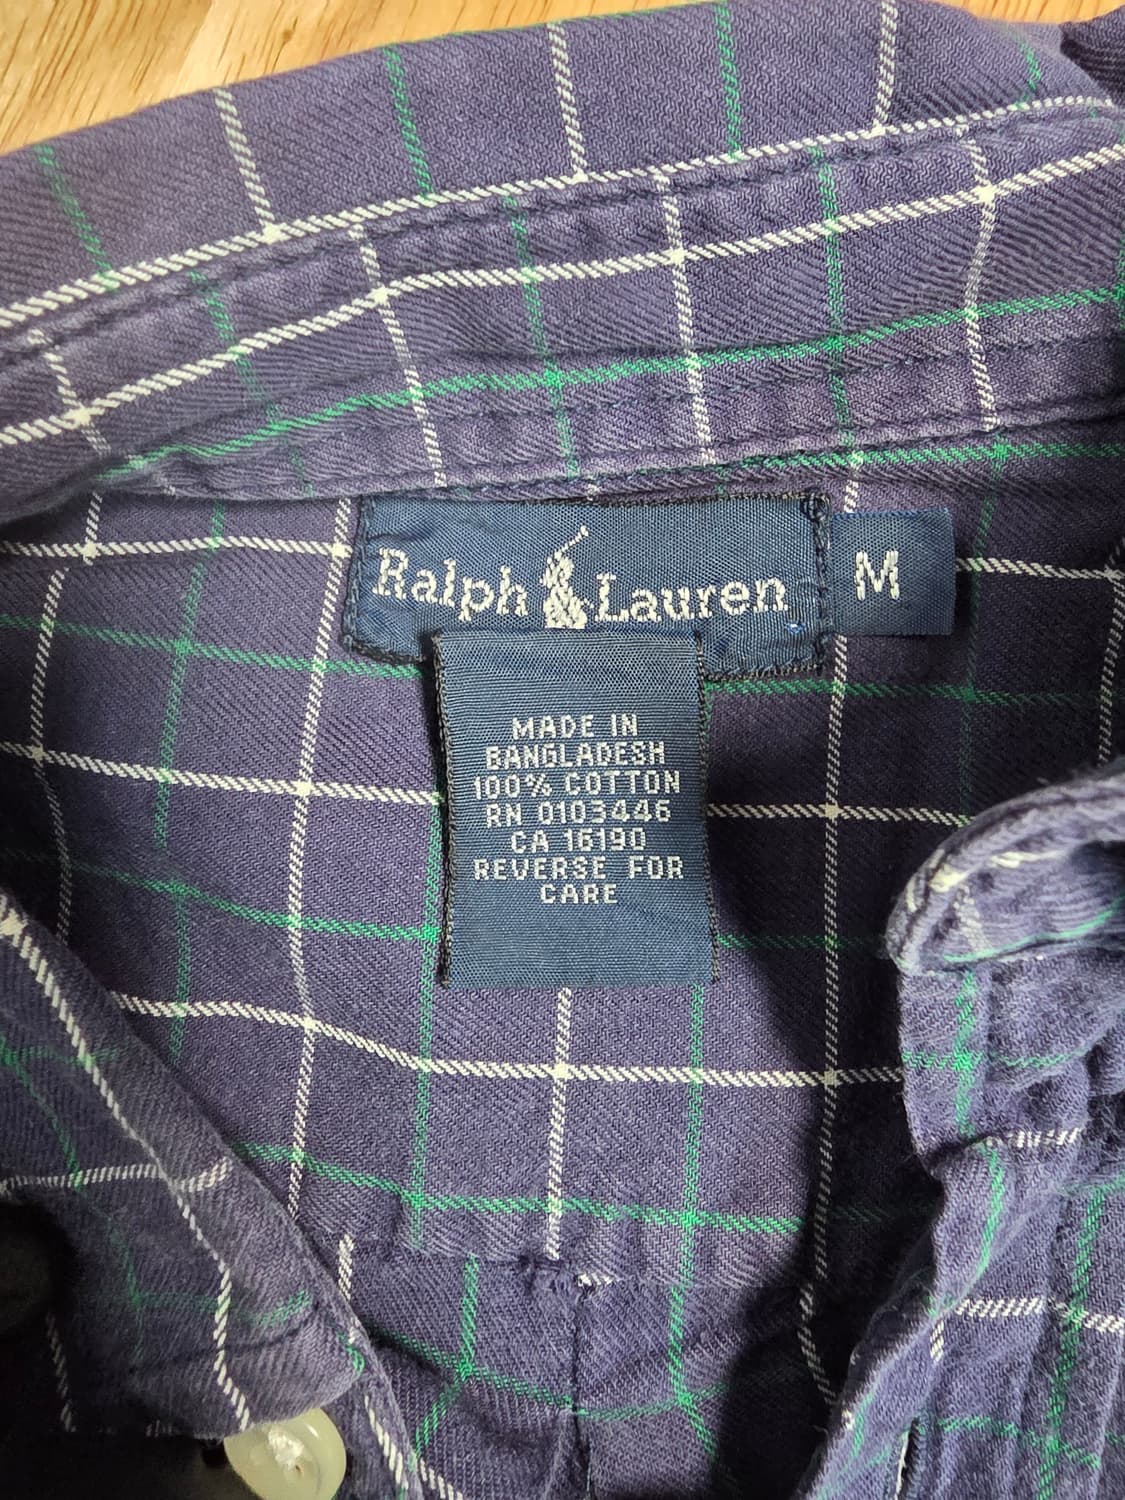 Ralph Lauren M
MADE IN
BANGLADESH
100% COTTON
RN 0103446
CA 16190
REVERSE FOR
CARE